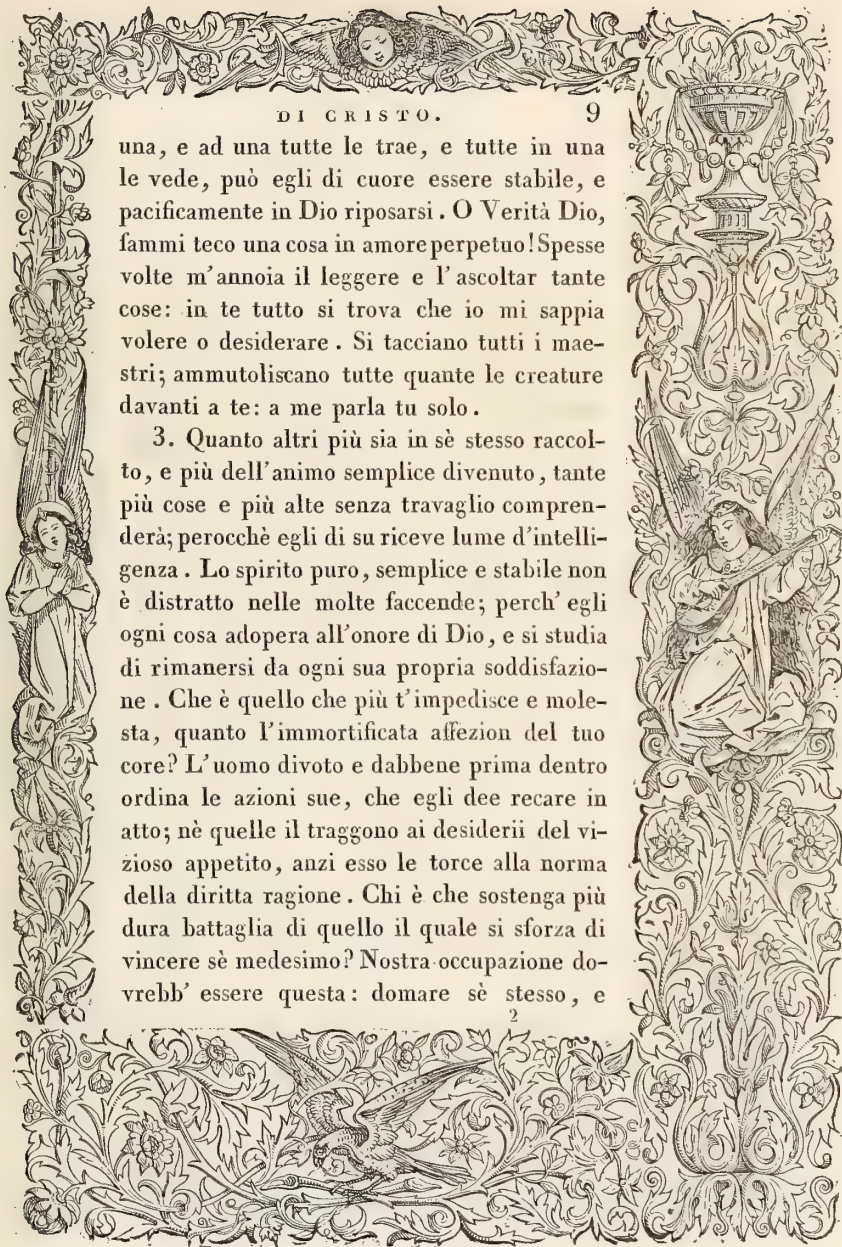 DI CRISTO. 9
una, e ad una tutte le trae, e tutte in una
le vede, può egli di cuore essere stabile, e
pacificamente in Dio riposarsi. O Verità Dio,
fammi teco una cosa in amore perpetuo! Spesse
volte m'annoia il leggere e l'ascoltar tante
cose: in te tutto si trova che io mi sappia
volere o desiderare. Si tacciano tutti i mae-
stri; ammutoliscano tutte quante le creature
davanti a te: a me parla tu solo.
3. Quanto altri più sia in sè stesso raccol-
to, e più dell'animo semplice divenuto, tante
più cose e più alte senza travaglio compren-
derà; perocchè egli di su riceve lume d'intelli-
genza. Lo spirito puro, semplice e stabile non
è distratto nelle molte faccende; perch' egli
ogni cosa adopera all'onore di Dio, e si studia
di rimanersi da ogni sua propria soddisfazio-
ne. Che è quello che più t'impedisce e mole-
sta, quanto l'immortificata affezion del tuo
core? L'uomo divoto e dabbene prima dentro
ordina le azioni sue, che egli dee recare in
atto; nè quelle il traggono ai desiderii del vi-
zioso appetito, anzi esso le torce alla norma
della diritta ragione. Chi è che sostenga più
dura battaglia di quello il quale si sforza di
vincere sè medesimo? Nostra occupazione do-
vrebb' essere questa: domare sè stesso, e
2